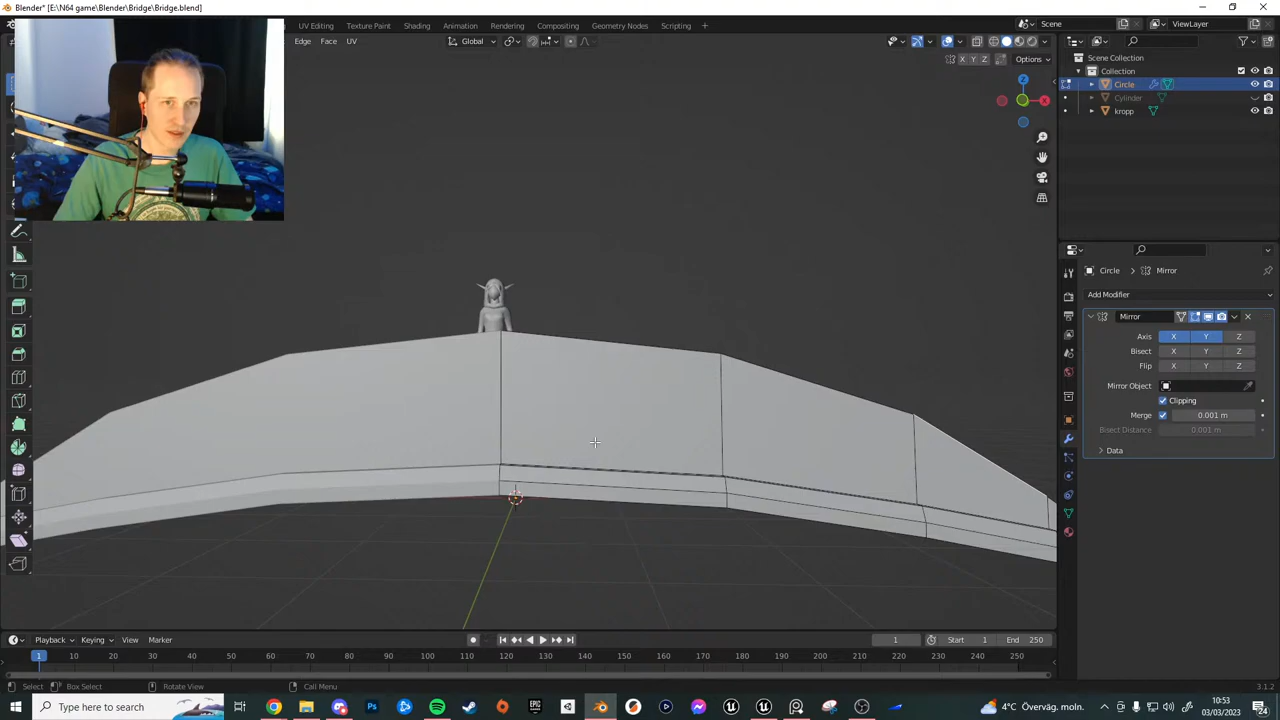 Blender* [E:\N64 game\Blender\Bridge\Bridge.blend]
UV Editing Texture Paint Shading Animation Rendering Compositing Geometry Nodes Scripting +
Scene ViewLayer
Edge Face UV
Global
X Y Z Options
Scene Collection
Collection
Circle
Cylinder
kropp
Z
X
Circle > Mirror
Add Modifier
Mirror
Axis X Y Z
Bisect X Y Z
Flip X Y Z
Mirror Object
Clipping
Merge 0.001 m
Bisect Distance 0.001 m
Data
Playback Keying View Marker
1 Start 1 End 250
1 10 20 30 40 50 60 70 80 90 100 110 120 130 140 150 160 170 180 190 200 210 220 230 240 250
Select Box Select Rotate View Call Menu 3.1.2
Type here to search
4°C Överväg. moln.
10:53
03/03/2023